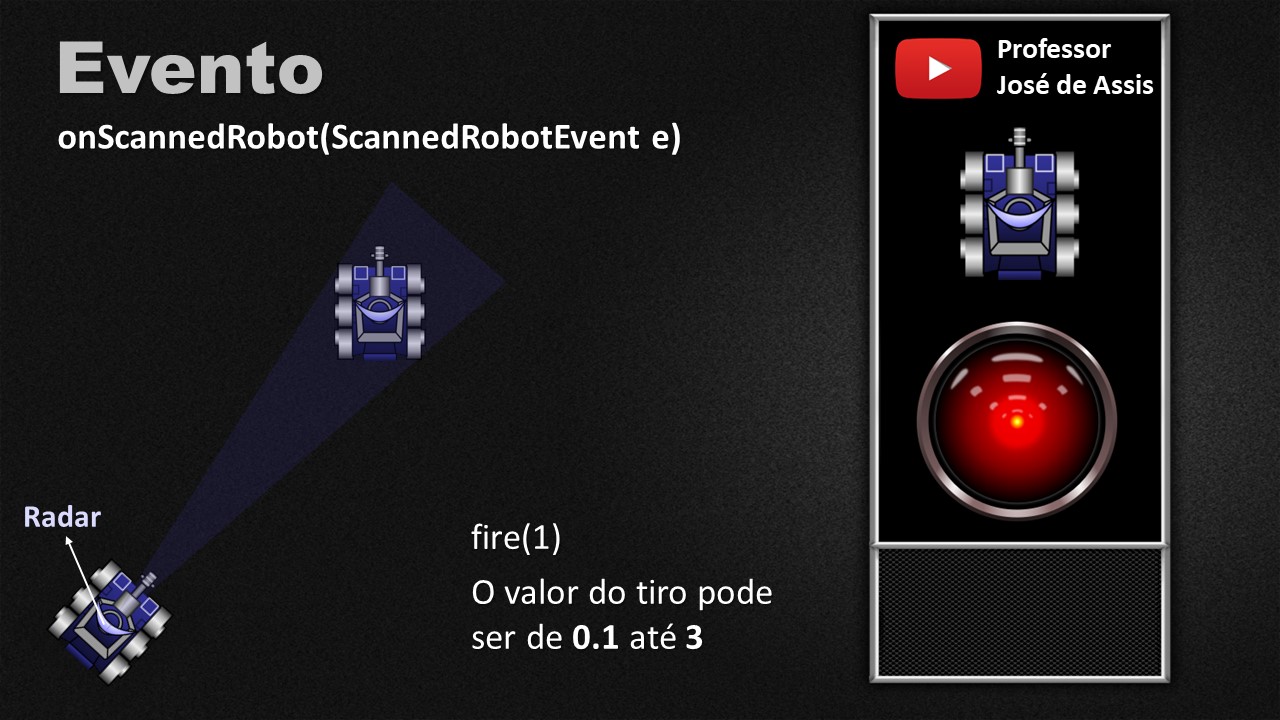 Evento
onScannedRobot(ScannedRobotEvent e)
Professor
José de Assis
Radar
fire(1)
O valor do tiro pode
ser de 0.1 até 3